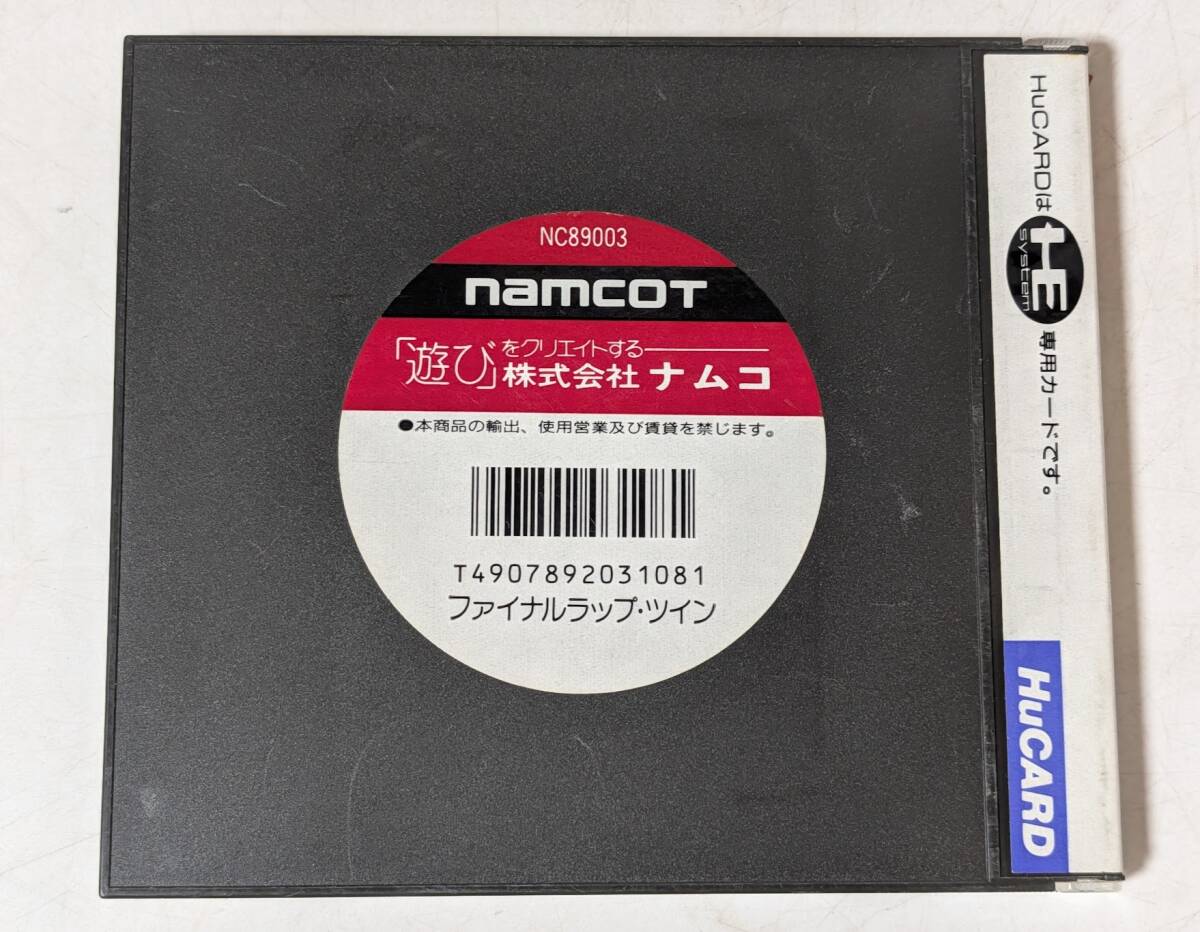 NC89003
namcoT
「遊び」をクリエイトする
株式会社ナムコ
●本商品の輸出、使用営業及び賃貸を禁じます。
T4907892031081
ファイナルラップ・ツイン
HuCARDは
HE
system
専用カードです。
HuCARD